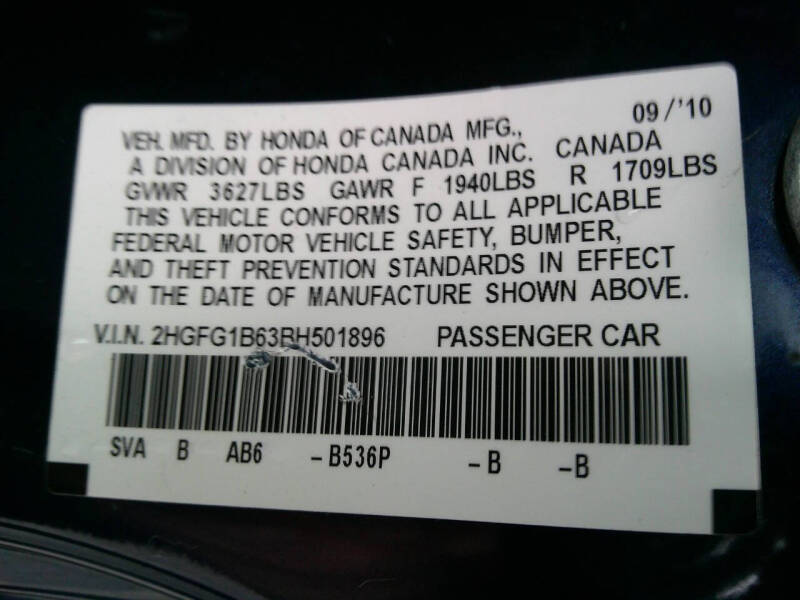 09/'10
VEH. MFD. BY HONDA OF CANADA MFG.,
A DIVISION OF HONDA CANADA INC. CANADA
GVWR 3627LBS GAWR F 1940LBS R 1709LBS
THIS VEHICLE CONFORMS TO ALL APPLICABLE
FEDERAL MOTOR VEHICLE SAFETY, BUMPER,
AND THEFT PREVENTION STANDARDS IN EFFECT
ON THE DATE OF MANUFACTURE SHOWN ABOVE.
V.I.N. 2HGFG1B63BH501896 PASSENGER CAR
SVA B AB6 -B536P -B -B